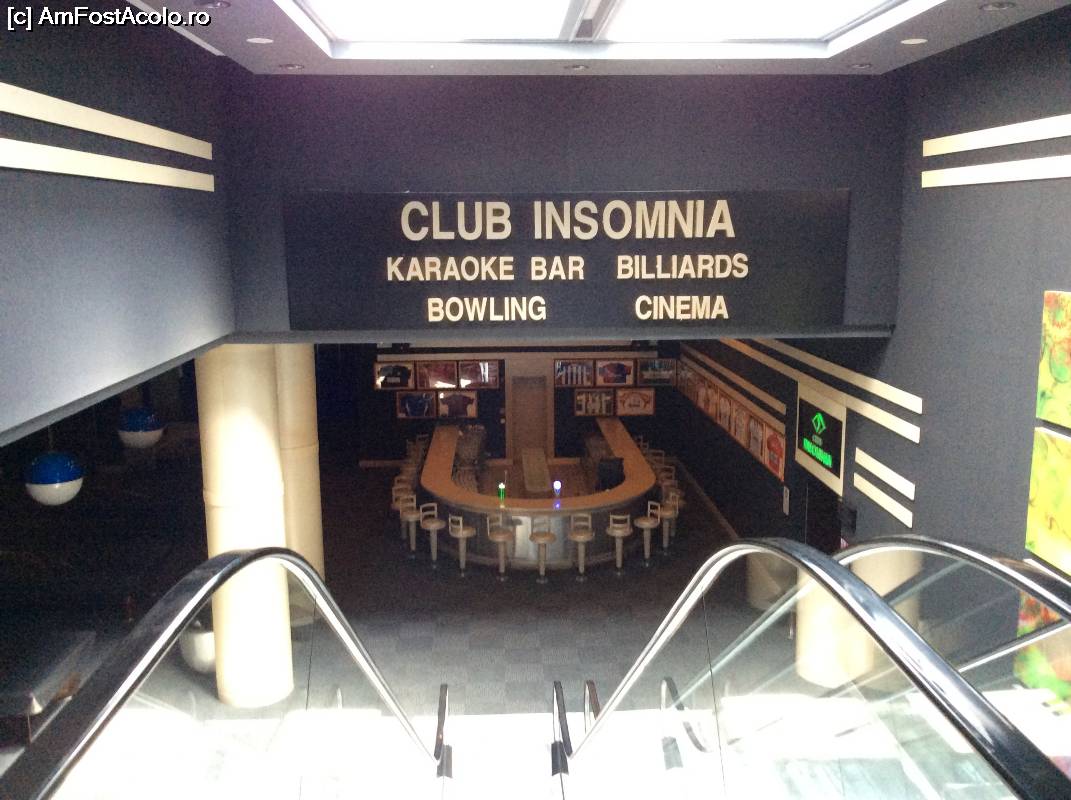 [c] AmFostAcolo.ro
CLUB INSOMNIA
KARAOKE BAR BILLIARDS
BOWLING CINEMA